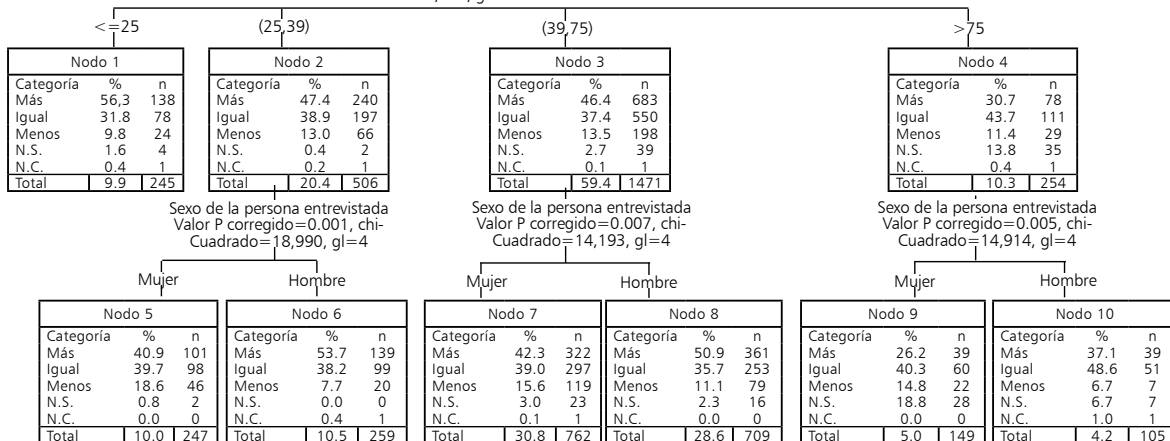 <=25 (25,39) (39,75) >75
Nodo 1
Categoría % n
Más 56,3 138
Igual 31.8 78
Menos 9.8 24
N.S. 1.6 4
N.C. 0.4 1
Total 9.9 245
Nodo 2
Categoría % n
Más 47.4 240
Igual 38.9 197
Menos 13.0 66
N.S. 0.4 2
N.C. 0.2 1
Total 20.4 506
Nodo 3
Categoría % n
Más 46.4 683
Igual 37.4 550
Menos 13.5 198
N.S. 2.7 39
N.C. 0.1 1
Total 59.4 1471
Nodo 4
Categoría % n
Más 30.7 78
Igual 43.7 111
Menos 11.4 29
N.S. 13.8 35
N.C. 0.4 1
Total 10.3 254
Sexo de la persona entrevistada
Valor P corregido=0.001, chi-
Cuadrado=18,990, gl=4
Sexo de la persona entrevistada
Valor P corregido=0.007, chi-
Cuadrado=14,193, gl=4
Sexo de la persona entrevistada
Valor P corregido=0.005, chi-
Cuadrado=14,914, gl=4
Mujer Hombre Mujer Hombre Mujer Hombre
Nodo 5
Categoría % n
Más 40.9 101
Igual 39.7 98
Menos 18.6 46
N.S. 0.8 2
N.C. 0.0 0
Total 10.0 247
Nodo 6
Categoría % n
Más 53.7 139
Igual 38.2 99
Menos 7.7 20
N.S. 0.0 0
N.C. 0.4 1
Total 10.5 259
Nodo 7
Categoría % n
Más 42.3 322
Igual 39.0 297
Menos 15.6 119
N.S. 3.0 23
N.C. 0.1 1
Total 30.8 762
Nodo 8
Categoría % n
Más 50.9 361
Igual 35.7 253
Menos 11.1 79
N.S. 2.3 16
N.C. 0.0 0
Total 28.6 709
Nodo 9
Categoría % n
Más 26.2 39
Igual 40.3 60
Menos 14.8 22
N.S. 18.8 28
N.C. 0.0 0
Total 5.0 149
Nodo 10
Categoría % n
Más 37.1 39
Igual 48.6 51
Menos 6.7 7
N.S. 6.7 7
N.C. 1.0 1
Total 4.2 105